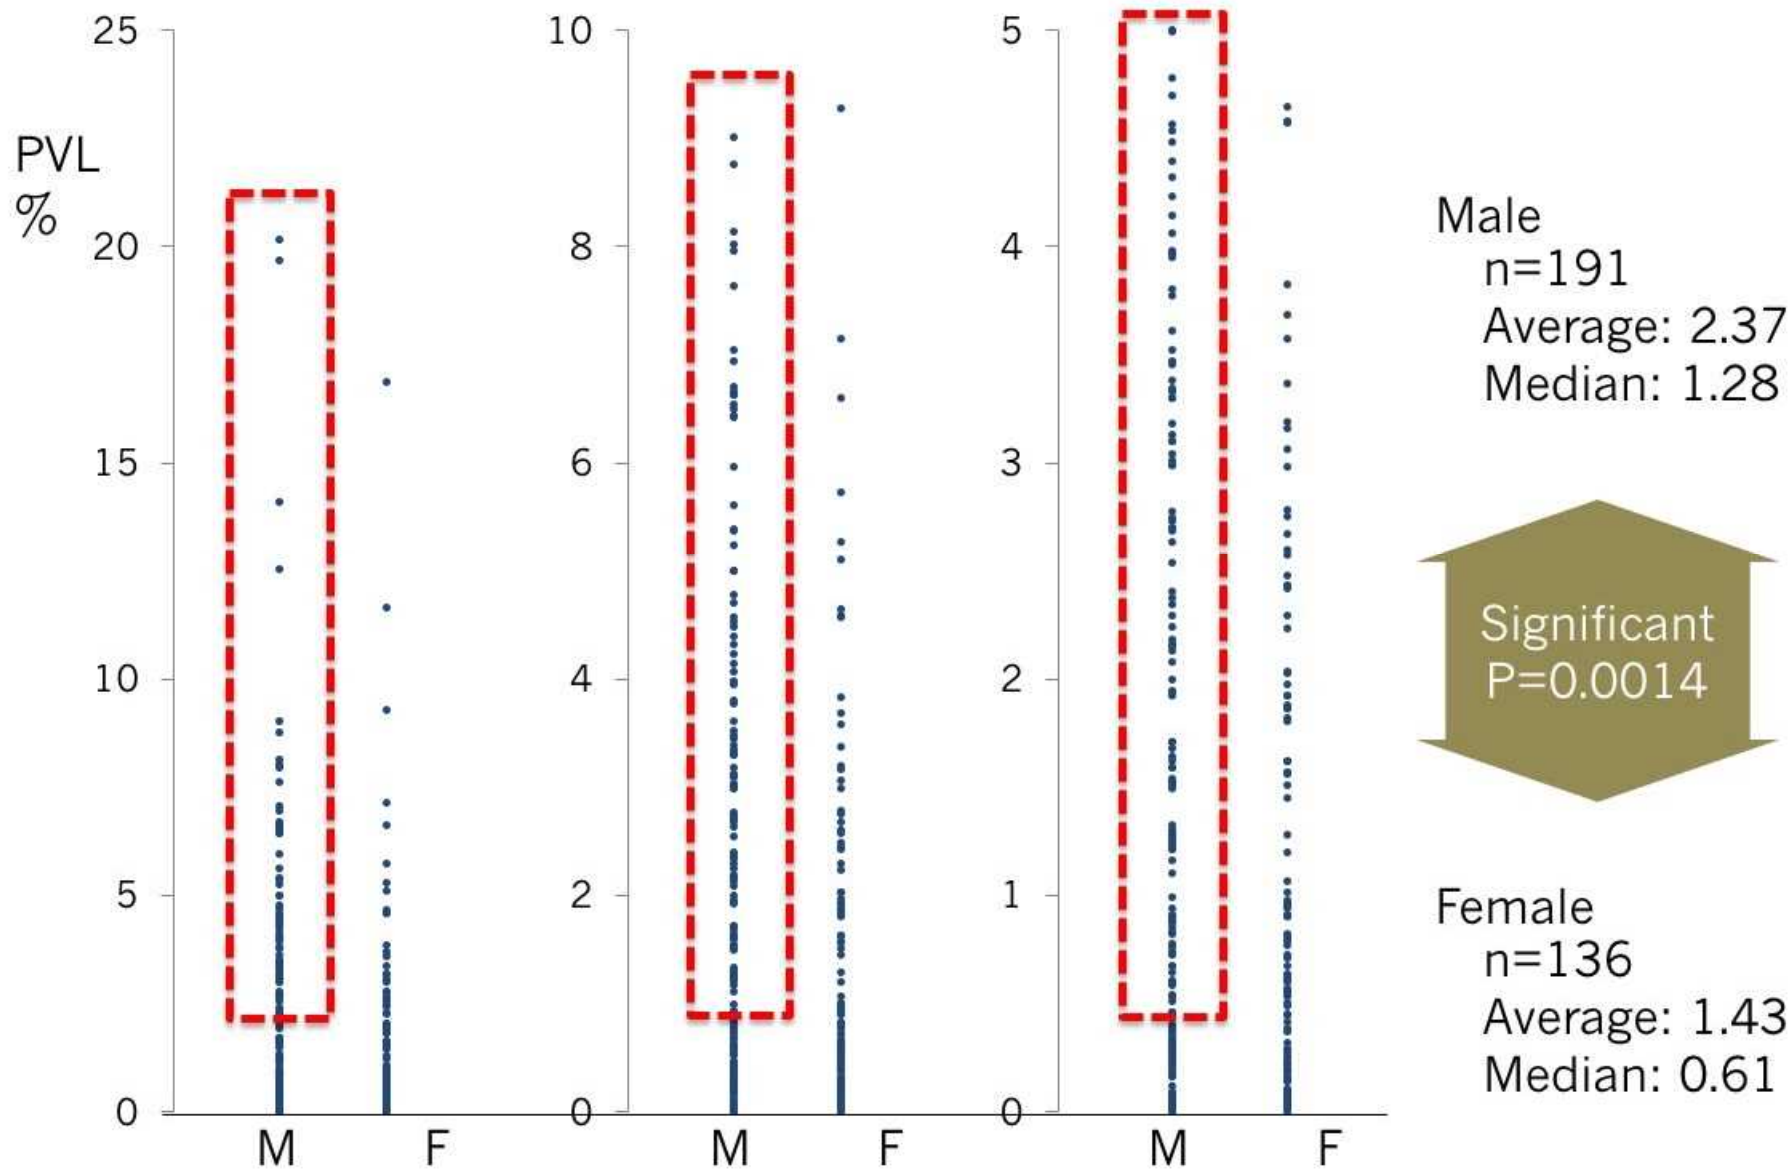 PVL
%
25
20
15
10
5
0
M F
10
8
6
4
2
0
M F
5
4
3
2
1
0
M F
Male
n=191
Average: 2.37
Median: 1.28
Significant
P=0.0014
Female
n=136
Average: 1.43
Median: 0.61